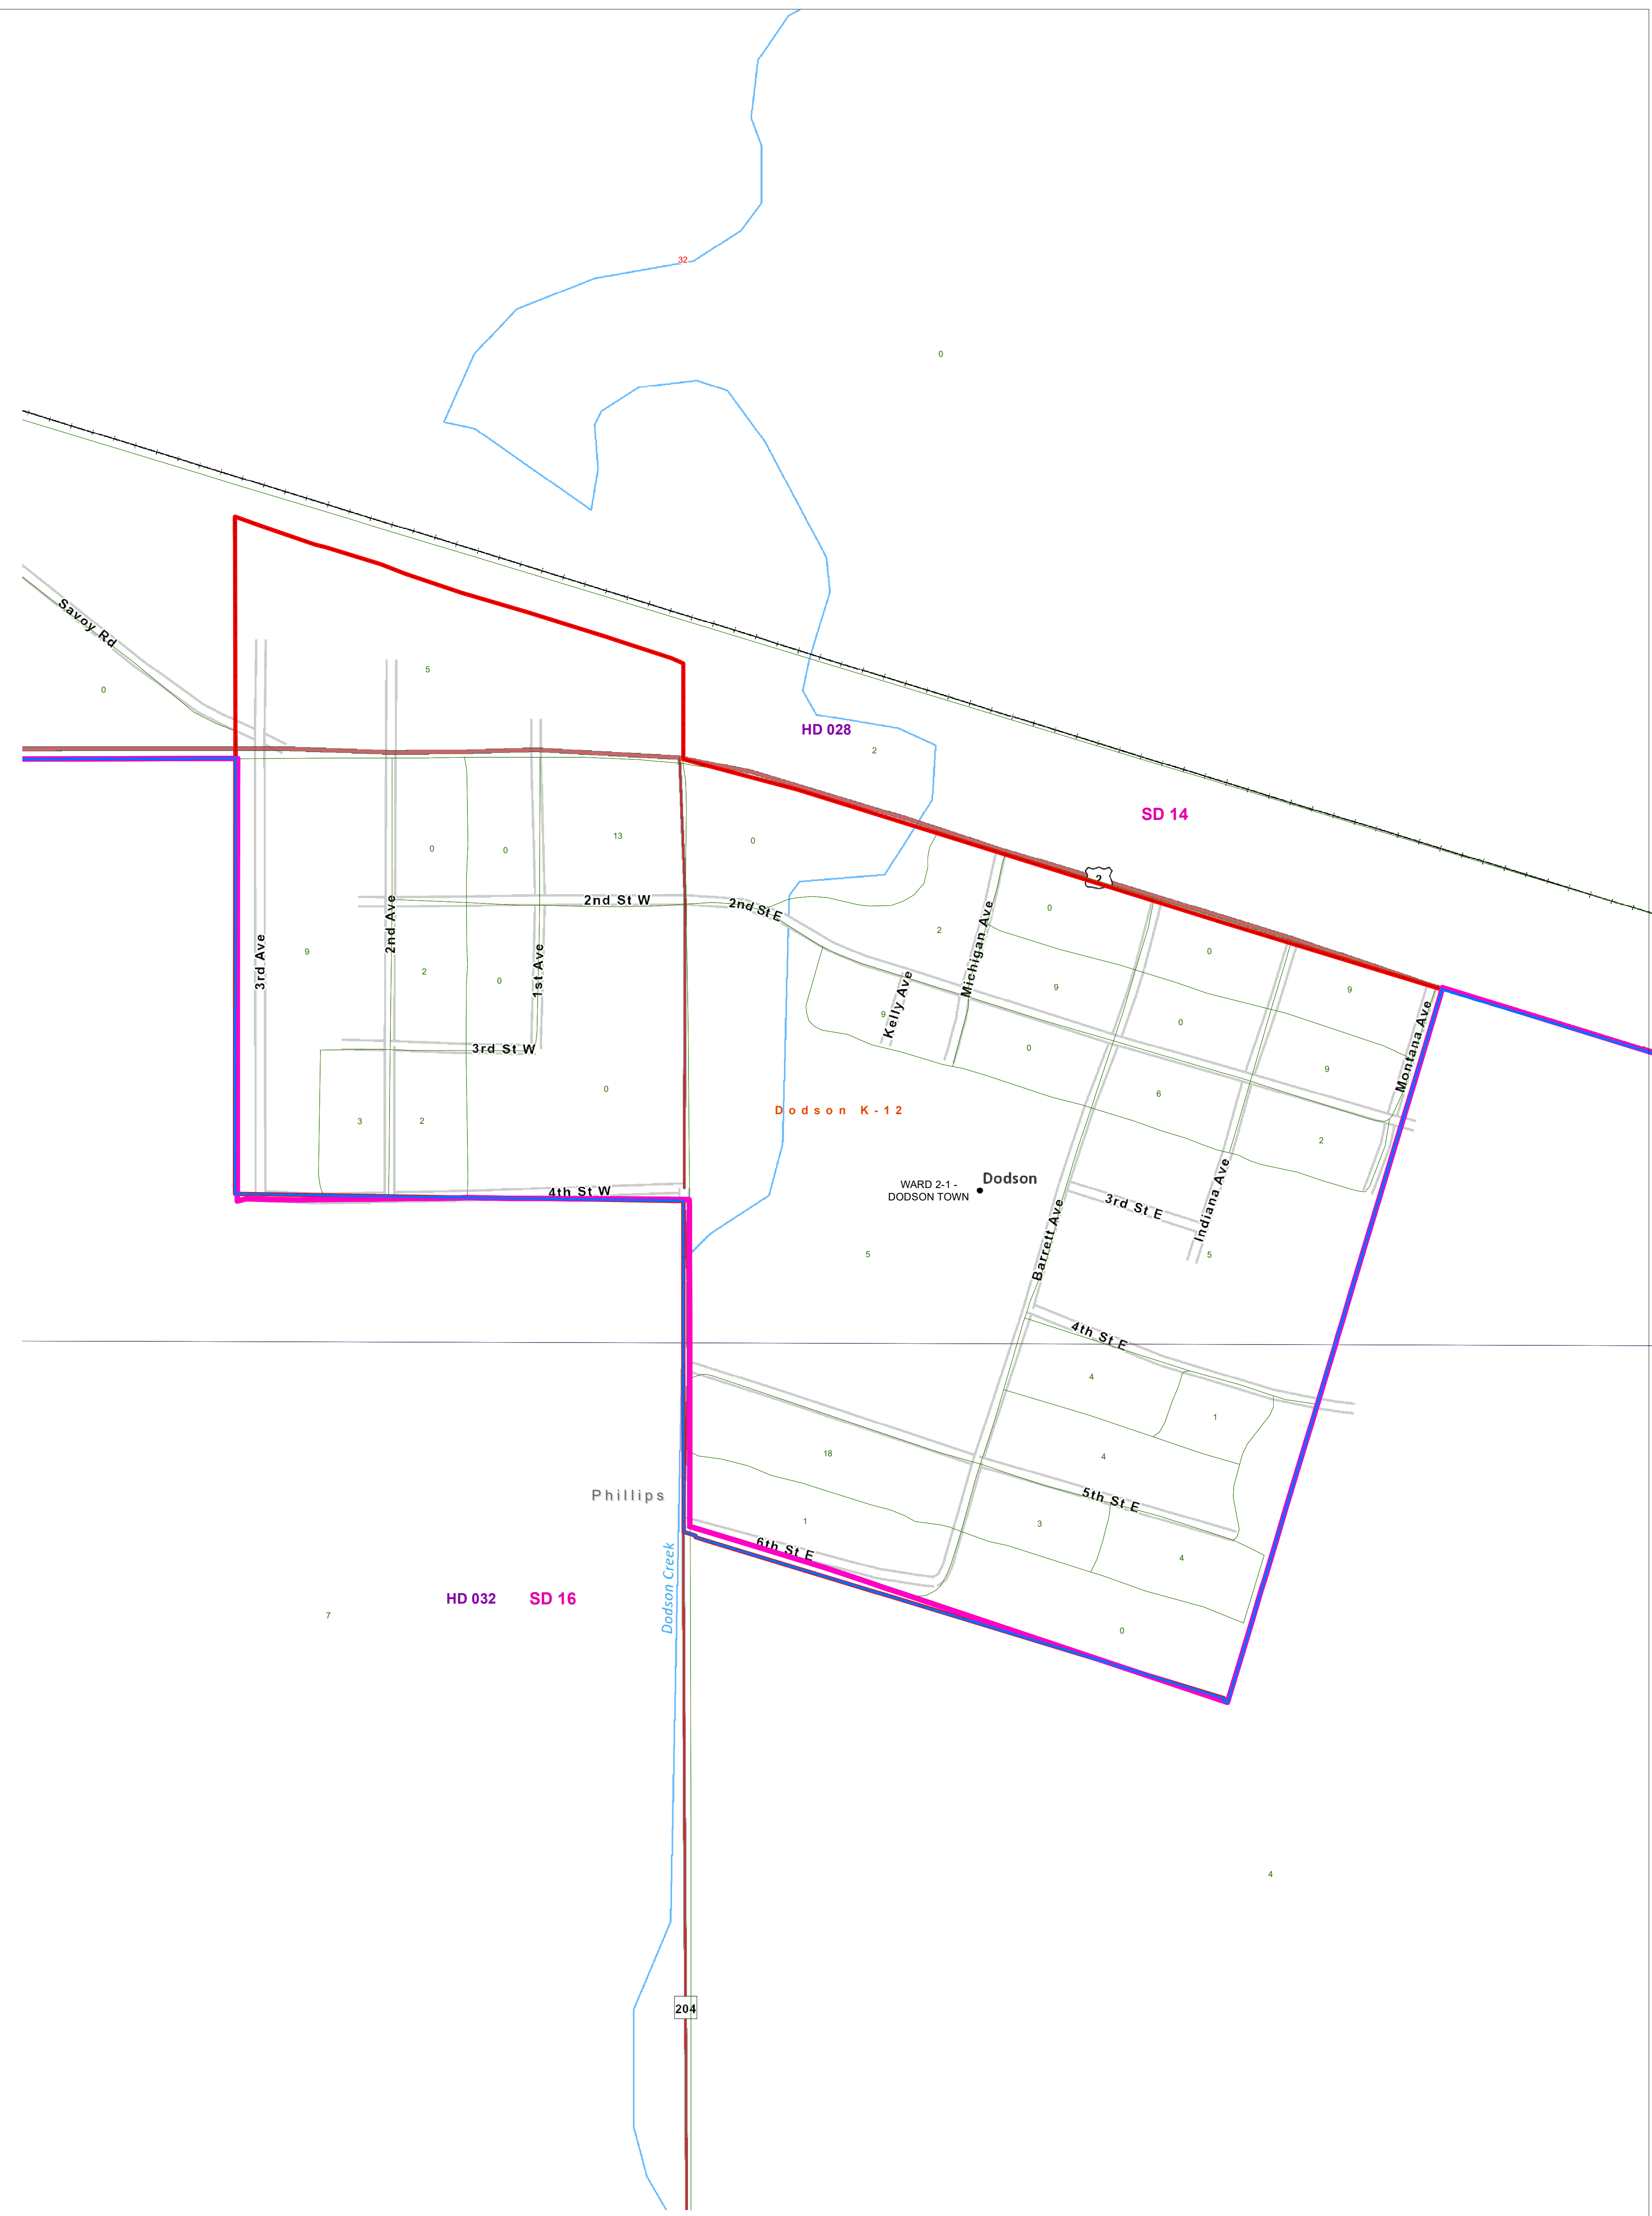 32
0
Savoy Rd
5
0
HD 028
2
SD 14
13
0
0
0
2
2nd St W
2nd St E
0
2nd Ave
Michigan Ave
2
0
9
3rd Ave
2
1st Ave
0
Kelly Ave
9
9
9
0
Montana Ave
3rd St W
0
9
0
6
Dodson K-12
3
2
2
4th St W
WARD 2-1 -
DODSON TOWN
Dodson
3rd St E
Indiana Ave
Barrett Ave
5
5
4th St E
4
1
18
4
Phillips
5th St E
1
3
6th St E
4
Dodson Creek
HD 032
SD 16
7
0
4
204